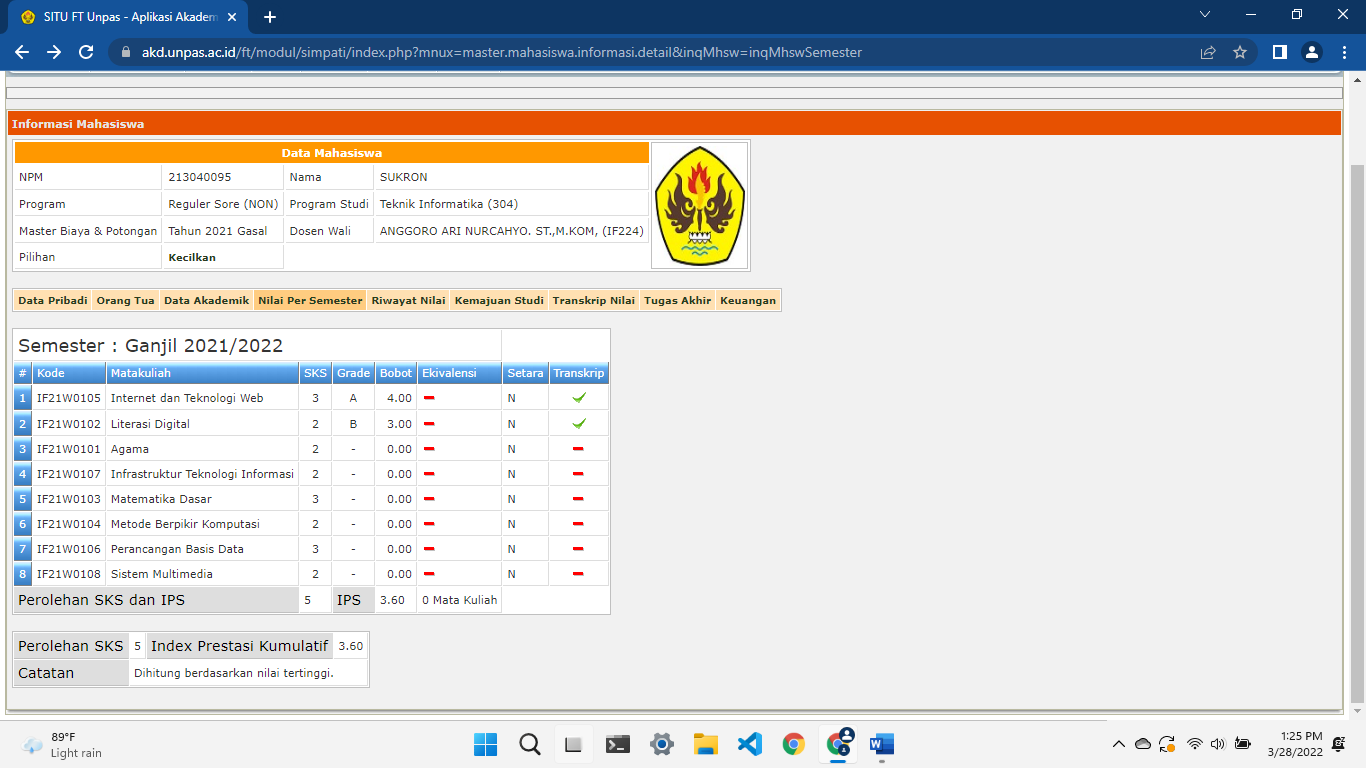 SITU FT Unpas - Aplikasi Akadem
akd.unpas.ac.id/ft/modul/simpati/index.php?mnux=master.mahasiswa.informasi.detail&inqMhsw=inqMhswSemester
Informasi Mahasiswa
Data Mahasiswa
NPM 213040095 Nama SUKRON
Program Reguler Sore (NON) Program Studi Teknik Informatika (304)
Master Biaya & Potongan Tahun 2021 Gasal Dosen Wali ANGGORO ARI NURCAHYO. ST.,M.KOM, (IF224)
Pilihan Kecilkan
Data Pribadi Orang Tua Data Akademik Nilai Per Semester Riwayat Nilai Kemajuan Studi Transkrip Nilai Tugas Akhir Keuangan
Semester : Ganjil 2021/2022
# Kode Matakuliah SKS Grade Bobot Ekivalensi Setara Transkrip
1 IF21W0105 Internet dan Teknologi Web 3 A 4.00 N
2 IF21W0102 Literasi Digital 2 B 3.00 N
3 IF21W0101 Agama 2 - 0.00 N
4 IF21W0107 Infrastruktur Teknologi Informasi 2 - 0.00 N
5 IF21W0103 Matematika Dasar 3 - 0.00 N
6 IF21W0104 Metode Berpikir Komputasi 2 - 0.00 N
7 IF21W0106 Perancangan Basis Data 3 - 0.00 N
8 IF21W0108 Sistem Multimedia 2 - 0.00 N
Perolehan SKS dan IPS 5 IPS 3.60 0 Mata Kuliah
Perolehan SKS 5 Index Prestasi Kumulatif 3.60
Catatan Dihitung berdasarkan nilai tertinggi.
89°F
Light rain
1:25 PM
3/28/2022